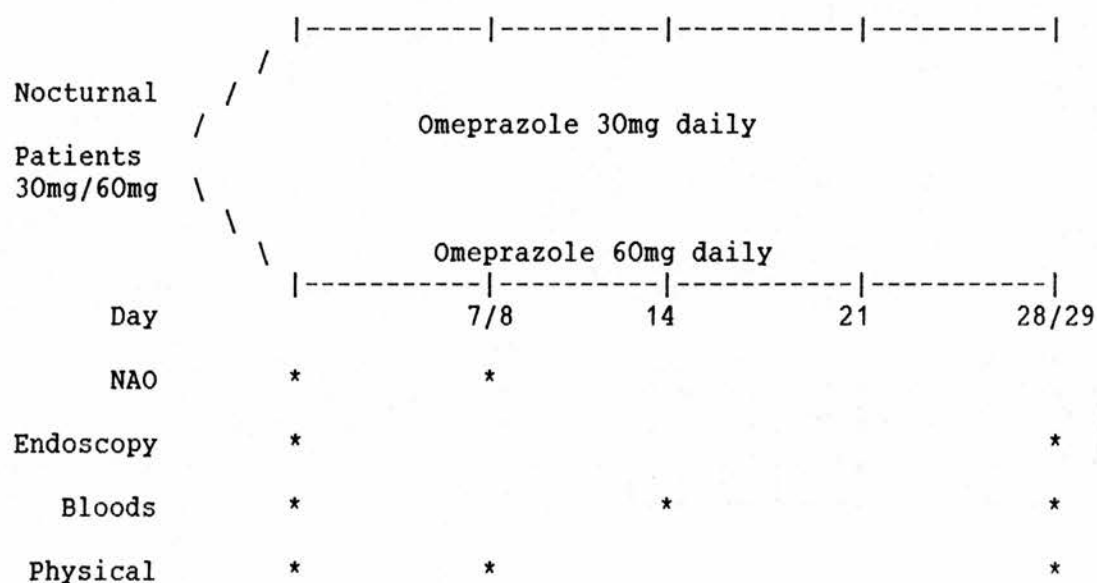 |---------|---------|---------|---------|
/
Nocturnal /
/ Omeprazole 30mg daily
Patients
30mg/60mg \
\
\ Omeprazole 60mg daily
|---------|---------|---------|---------|
Day 7/8 14 21 28/29
NAO * *
Endoscopy * *
Bloods * * *
Physical * * *